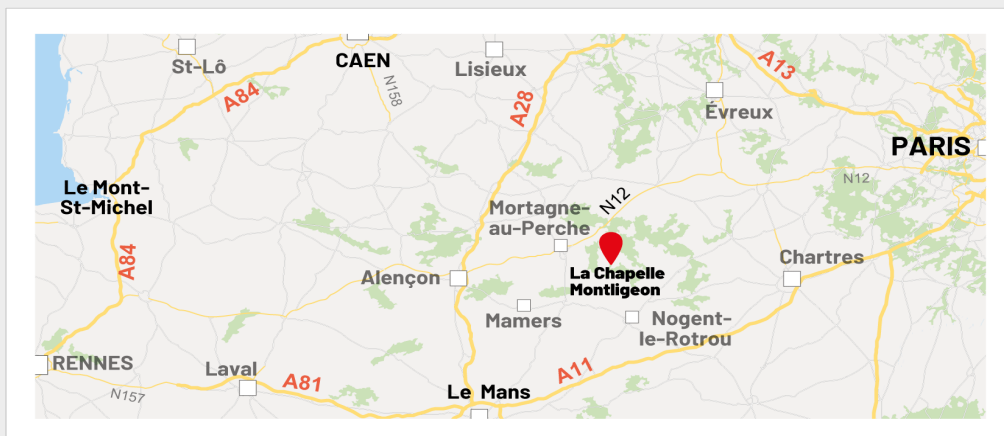 CAEN
St-Lô
Lisieux
A13
A84
N158
A28
Évreux
PARIS
N12
Le Mont-
St-Michel
N12
Mortagne-
au-Perche
A84
Chartres
La Chapelle
Montligeon
Alençon
Mamers
Nogent-
le-Rotrou
RENNES
Laval
A81
A11
N157
Le Mans